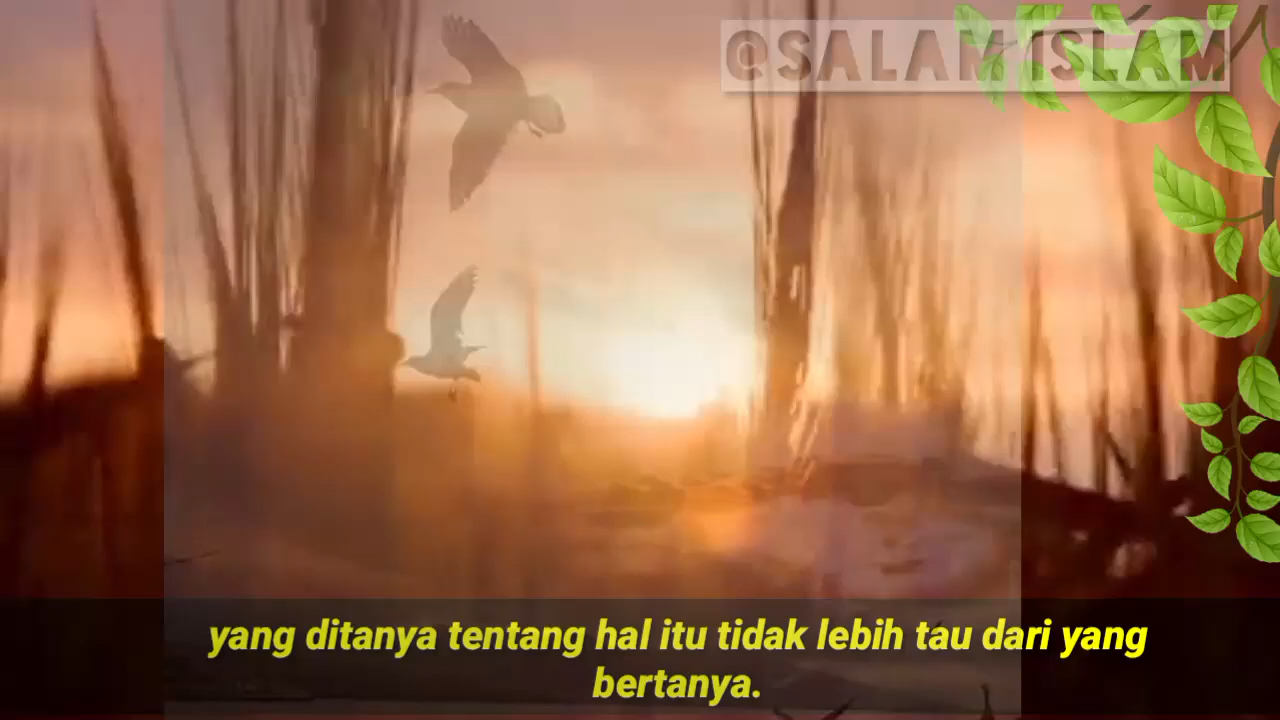 @SALAM ISLAM
yang ditanya tentang hal itu tidak lebih tau dari yang
bertanya.